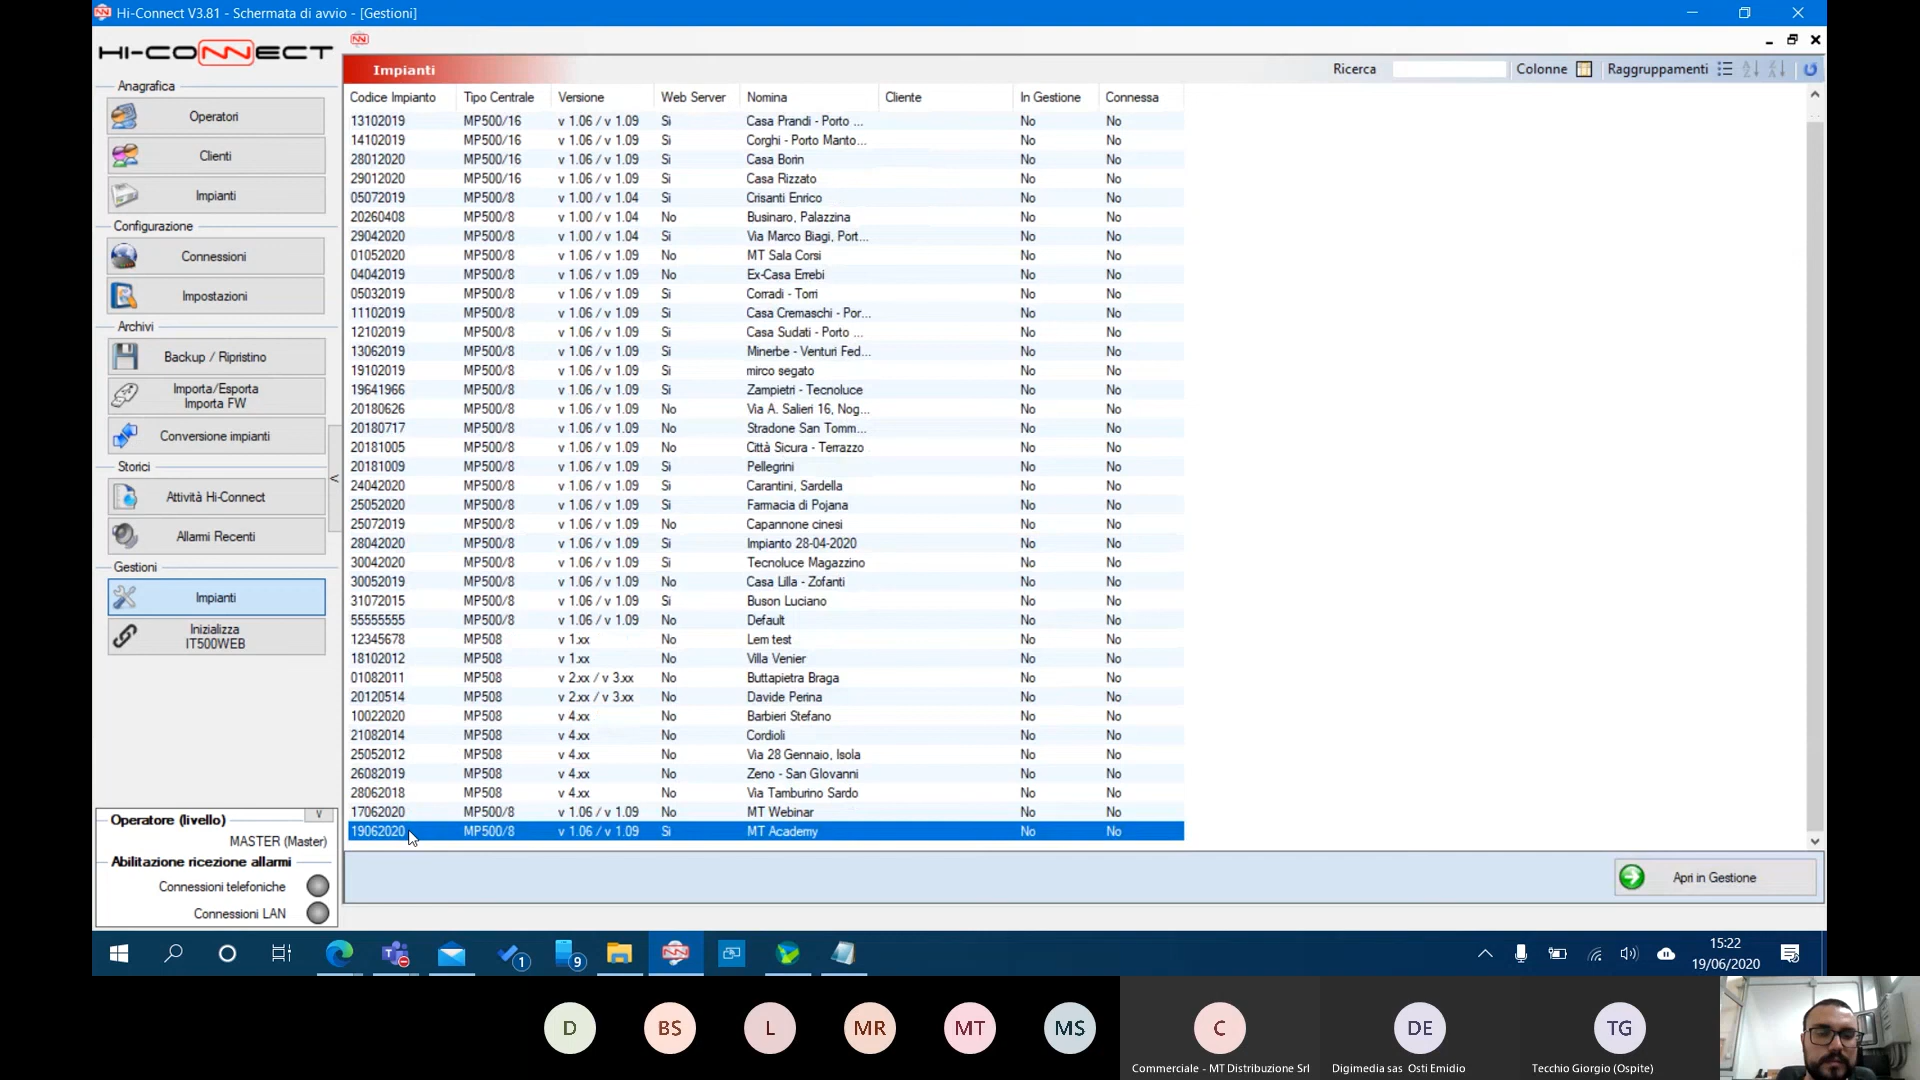 Hi-Connect V3.81 - Schermata di avvio - [Gestioni]
HI-CONNECT
Anagrafica
Operatori
Clienti
Impianti
Configurazione
Connessioni
Impostazioni
Archivi
Backup / Ripristino
Importa/Esporta
Importa FW
Conversione impianti
Storici
Attività Hi-Connect
Allarmi Recenti
Gestioni
Impianti
Inizializza
IT500WEB
<
Operatore (livello) V
MASTER (Master)
Abilitazione ricezione allarmi
Connessioni telefoniche
Connessioni LAN
Impianti Ricerca Colonne Raggruppamenti
Codice Impianto Tipo Centrale Versione Web Server Nomina Cliente In Gestione Connessa
13102019 MP500/16 v 1.06 / v 1.09 Si Casa Prandi - Porto ... No No
14102019 MP500/16 v 1.06 / v 1.09 Si Corghi - Porto Manto... No No
28012020 MP500/16 v 1.06 / v 1.09 Si Casa Borin No No
29012020 MP500/16 v 1.06 / v 1.09 Si Casa Rizzato No No
05072019 MP500/8 v 1.00 / v 1.04 Si Crisanti Enrico No No
20260408 MP500/8 v 1.00 / v 1.04 No Businaro, Palazzina No No
29042020 MP500/8 v 1.00 / v 1.04 Si Via Marco Biagi, Port... No No
01052020 MP500/8 v 1.06 / v 1.09 No MT Sala Corsi No No
04042019 MP500/8 v 1.06 / v 1.09 No Ex-Casa Errebi No No
05032019 MP500/8 v 1.06 / v 1.09 Si Corradi - Torri No No
11102019 MP500/8 v 1.06 / v 1.09 Si Casa Cremaschi - Por... No No
12102019 MP500/8 v 1.06 / v 1.09 Si Casa Sudati - Porto ... No No
13062019 MP500/8 v 1.06 / v 1.09 Si Minerbe - Venturi Fed... No No
19102019 MP500/8 v 1.06 / v 1.09 Si mirco segato No No
19641966 MP500/8 v 1.06 / v 1.09 Si Zampietri - Tecnoluce No No
20180626 MP500/8 v 1.06 / v 1.09 No Via A. Salieri 16, Nog... No No
20180717 MP500/8 v 1.06 / v 1.09 No Stradone San Tomm... No No
20181005 MP500/8 v 1.06 / v 1.09 No Città Sicura - Terrazzo No No
20181009 MP500/8 v 1.06 / v 1.09 Si Pellegrini No No
24042020 MP500/8 v 1.06 / v 1.09 Si Carantini, Sardella No No
25052020 MP500/8 v 1.06 / v 1.09 Si Farmacia di Pojana No No
25072019 MP500/8 v 1.06 / v 1.09 No Capannone cinesi No No
28042020 MP500/8 v 1.06 / v 1.09 Si Impianto 28-04-2020 No No
30042020 MP500/8 v 1.06 / v 1.09 Si Tecnoluce Magazzino No No
30052019 MP500/8 v 1.06 / v 1.09 No Casa Lilla - Zofanti No No
31072015 MP500/8 v 1.06 / v 1.09 Si Buson Luciano No No
55555555 MP500/8 v 1.06 / v 1.09 No Default No No
12345678 MP508 v 1.xx No Lem test No No
18102012 MP508 v 1.xx No Villa Venier No No
01082011 MP508 v 2.xx / v 3.xx No Buttapietra Braga No No
20120514 MP508 v 2.xx / v 3.xx No Davide Perina No No
10022020 MP508 v 4.xx No Barbieri Stefano No No
21082014 MP508 v 4.xx No Cordioli No No
25052012 MP508 v 4.xx No Via 28 Gennaio, Isola No No
26082019 MP508 v 4.xx No Zeno - San GIovanni No No
28062018 MP508 v 4.xx No Via Tamburino Sardo No No
17062020 MP500/8 v 1.06 / v 1.09 No MT Webinar No No
19062020 MP500/8 v 1.06 / v 1.09 Si MT Academy No No
Apri in Gestione
1 9 15:22
19/06/2020
D BS L MR MT MS C DE TG
Commerciale - MT Distribuzione Srl Digimedia sas Osti Emidio Tecchio Giorgio (Ospite)